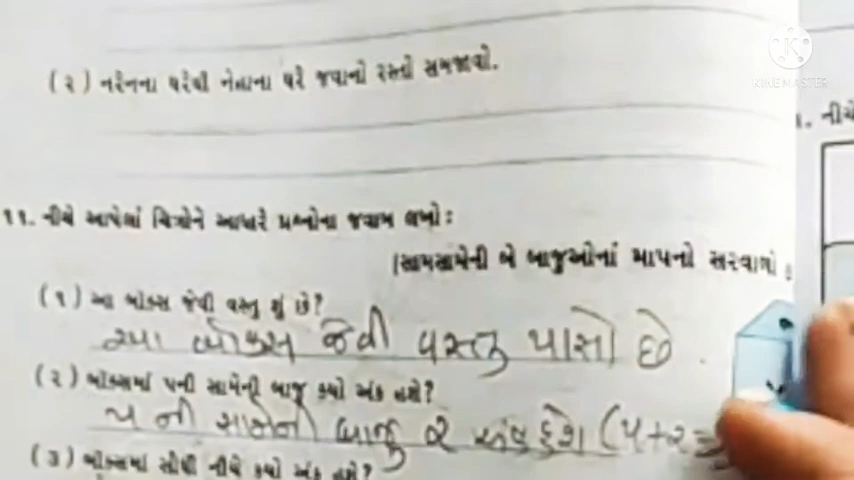 KINEMASTER
(૨) નરેનના ઘરેથી નેહાના ઘરે જવાનો રસ્તો સમજાવો.
૧. નીચે
૧૧. નીચે આપેલાં ચિત્રોને આધારે પ્રશ્નોના જવાબ લખો :
(સામસામેની બે બાજુઓનાં માપનો સરવાળો
(૧) આ બૉક્સ જેવી વસ્તુ શું છે?
આ બોક્સ જેવી વસ્તુ પાસો છે.
(૨) બૉક્સમાં ૫ની સામેની બાજુ કયો અંક હશે?
૫ ની સામેની બાજુ ૨ અંક હશે (૫+૨=
(૩) બૉક્સમાં સૌથી નીચે કયો અંક હશે?